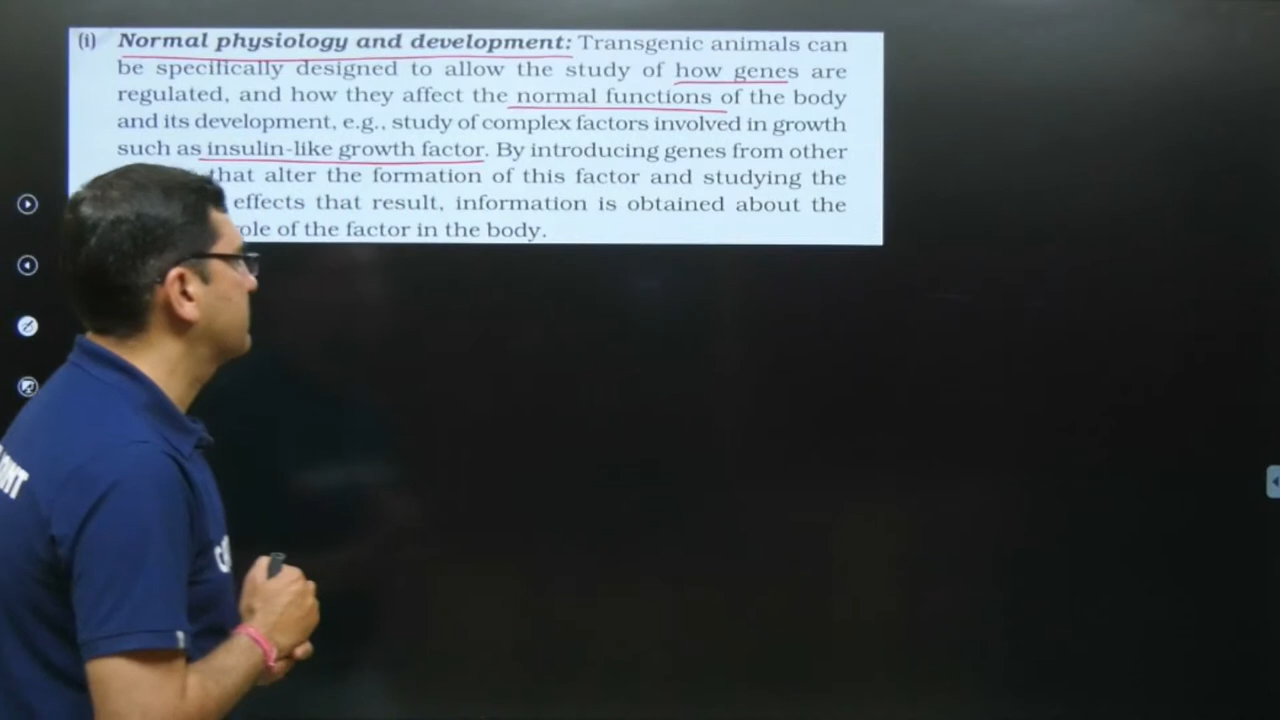 (i) Normal physiology and development: Transgenic animals can
be specifically designed to allow the study of how genes are
regulated, and how they affect the normal functions of the body
and its development, e.g., study of complex factors involved in growth
such as insulin-like growth factor. By introducing genes from other
that alter the formation of this factor and studying the
effects that result, information is obtained about the
of the factor in the body.